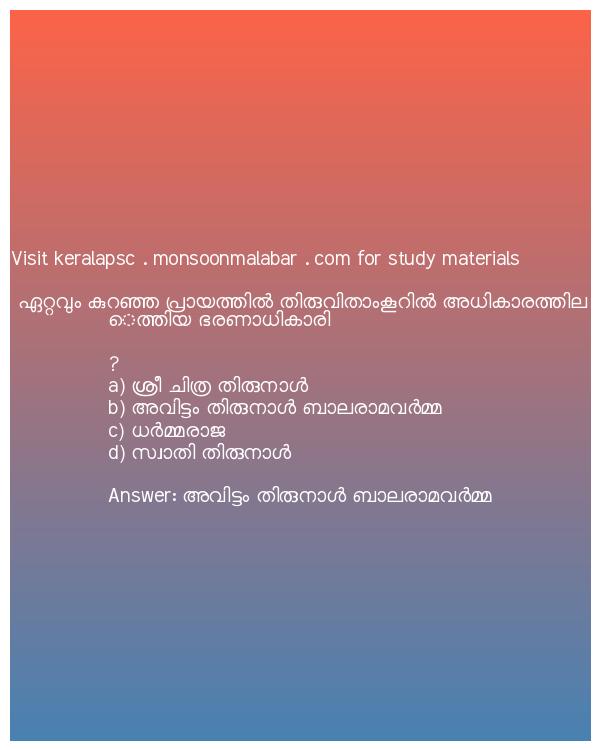 Visit keralapsc . monsoonmalabar . com for study materials
ഏറ്റവും കുറഞ്ഞ പ്രായത്തിൽ തിരുവിതാംകൂറിൽ അധികാരത്തില
െത്തിയ ഭരണാധികാരി
?
a) ശ്രീ ചിത്ര തിരുനാൾ
b) അവിട്ടം തിരുനാൾ ബാലരാമവർമ്മ
c) ധർമ്മരാജ
d) സ്വാതി തിരുനാൾ
Answer: അവിട്ടം തിരുനാൾ ബാലരാമവർമ്മ